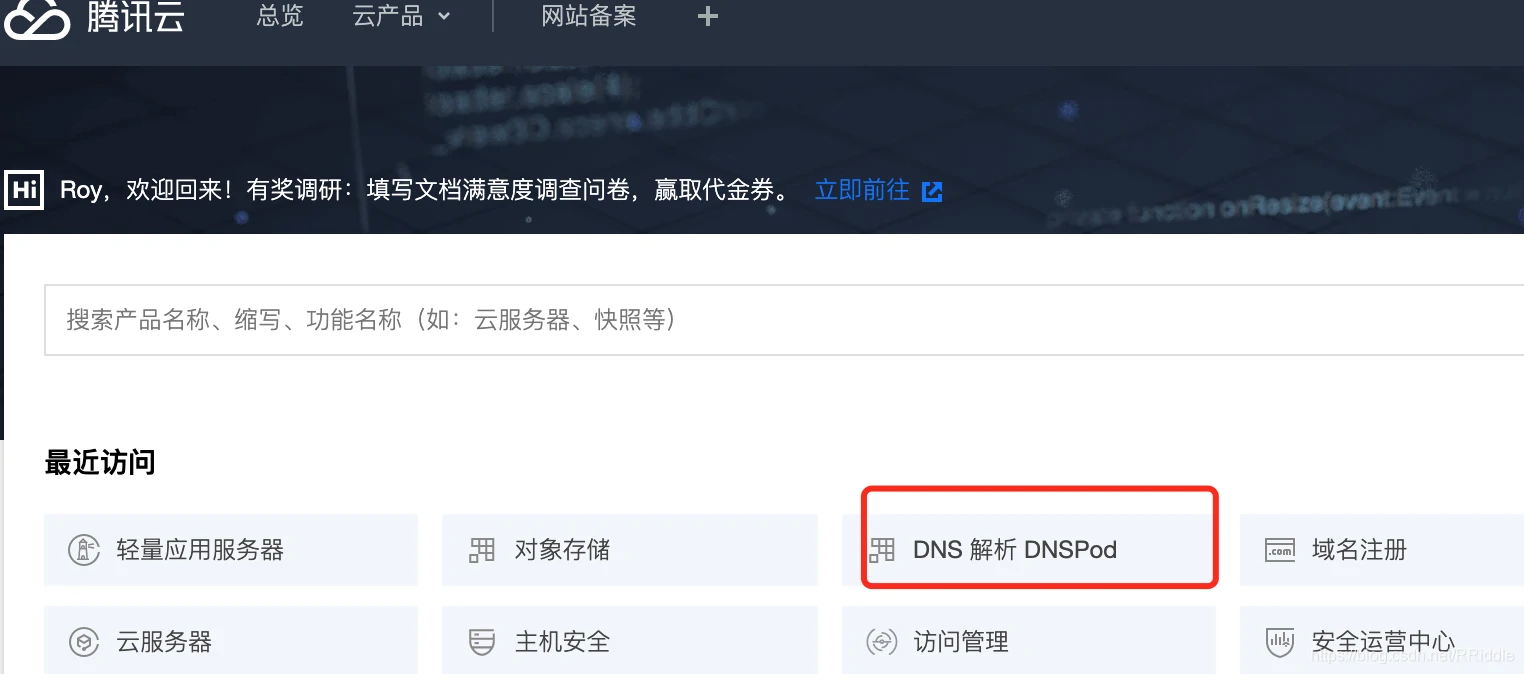 腾讯云 总览 云产品 网站备案 +
Hi Roy，欢迎回来！有奖调研：填写文档满意度调查问卷，赢取代金券。 立即前往
搜索产品名称、缩写、功能名称（如：云服务器、快照等）
最近访问
轻量应用服务器 对象存储 DNS 解析 DNSPod .com 域名注册
云服务器 主机安全 访问管理 安全运营中心
https://blog.csdn.net/RRiddle